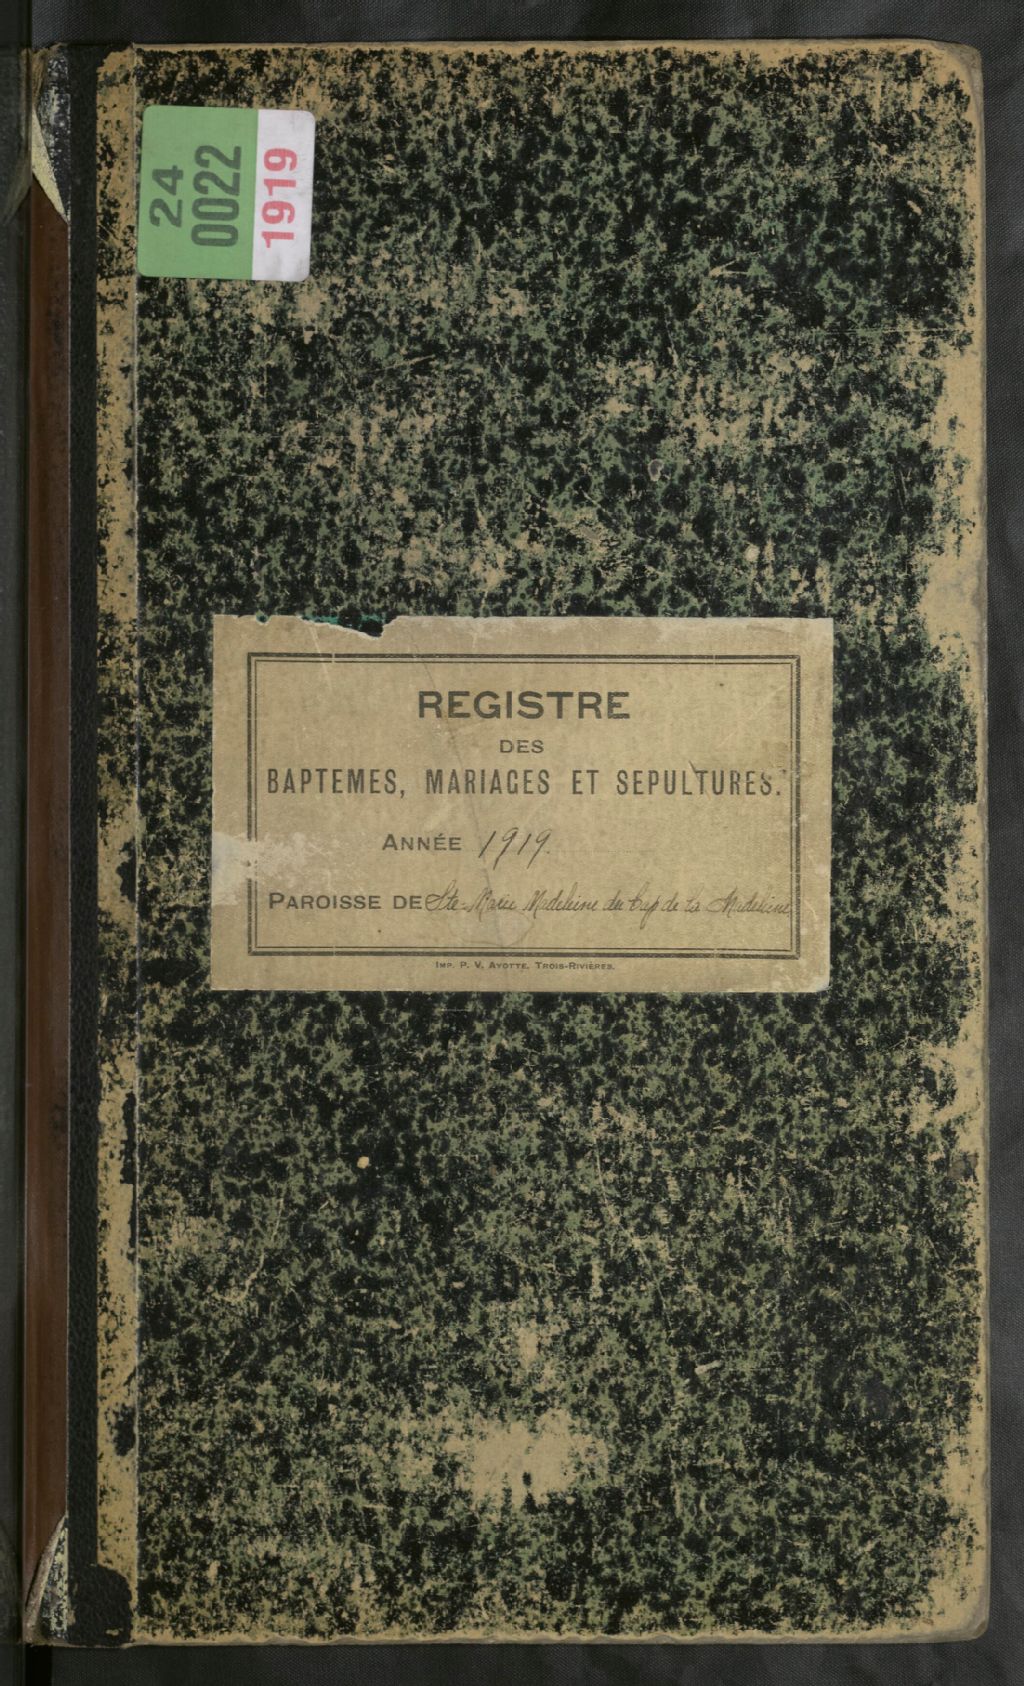 24
0022
1919
REGISTRE
DES
BAPTEMES, MARIAGES ET SEPULTURES.
ANNÉE 1919.
PAROISSE DE Ste-Marie Madeleine du Cap de la Madeleine
IMP. P. V. AYOTTE, TROIS-RIVIÈRES.